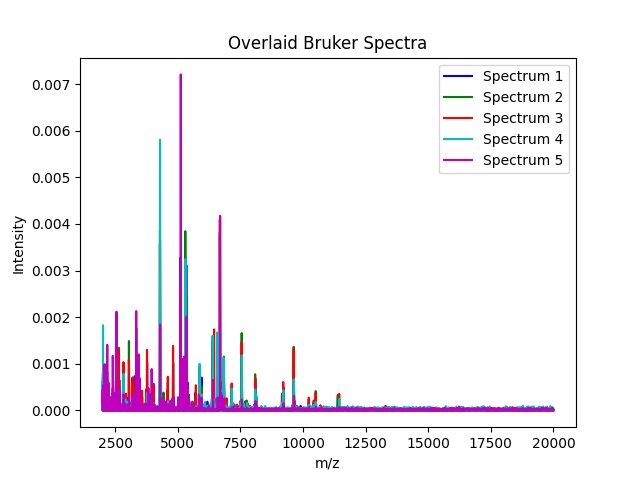 Overlaid Bruker Spectra
Spectrum 1
Spectrum 2
Spectrum 3
Spectrum 4
Spectrum 5
Intensity
0.007
0.006
0.005
0.004
0.003
0.002
0.001
0.000
2500 5000 7500 10000 12500 15000 17500 20000
m/z